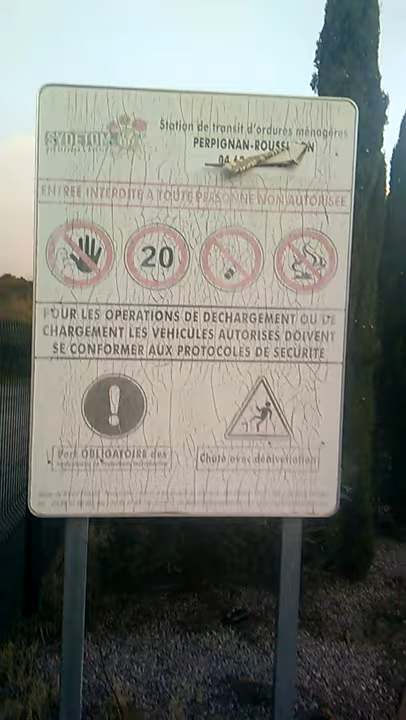 SYDETOM
Station de transit d'ordures ménagères
PERPIGNAN-ROUSS
04
ENTREE INTERDITE A TOUTE PERSONNE NON AUTORISEE
20
POUR LES OPERATIONS DE DECHARGEMENT OU DE
CHARGEMENT LES VEHICULES AUTORISES DOIVENT
SE CONFORMER AUX PROTOCOLES DE SECURITE
Port OBLIGATOIRE des
Chute avec dénivellation